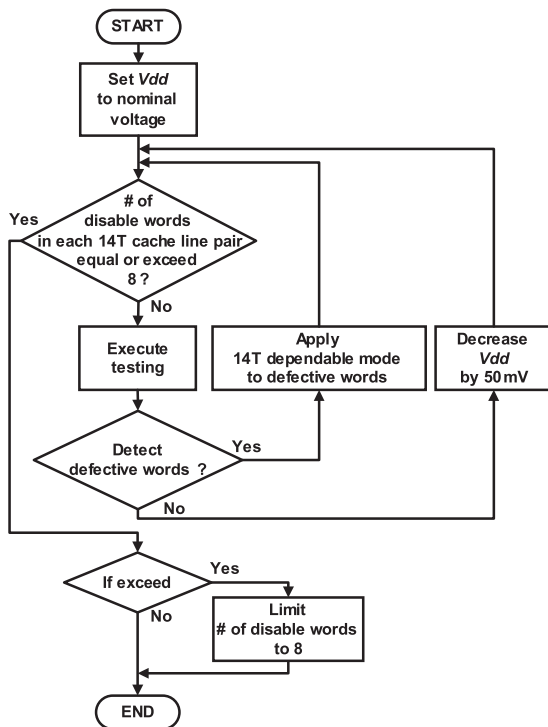 START
Set Vdd
to nominal
voltage
# of
disable words
in each 14T cache line pair
equal or exceed
8 ?
Yes
No
Execute
testing
Apply
14T dependable mode
to defective words
Decrease
Vdd
by 50 mV
Detect
defective words ?
Yes
No
If exceed
Yes
No
Limit
# of disable words
to 8
END